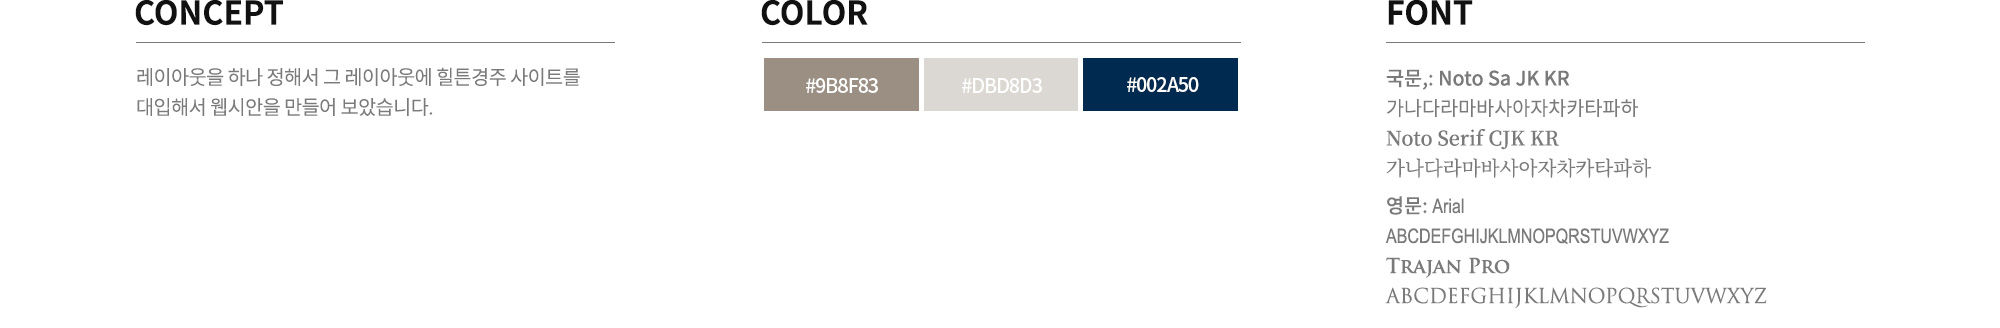 CONCEPT
레이아웃을 하나 정해서 그 레이아웃에 힐튼경주 사이트를
대입해서 웹시안을 만들어 보았습니다.
COLOR
#9B8F83
#DBD8D3
#002A50
FONT
국문,: Noto Sa JK KR
가나다라마바사아자차카타파하
Noto Serif CJK KR
가나다라마바사아자차카타파하
영문: Arial
ABCDEFGHIJKLMNOPQRSTUVWXYZ
TRAJAN PRO
ABCDEFGHIJKLMNOPQRSTUVWXYZ